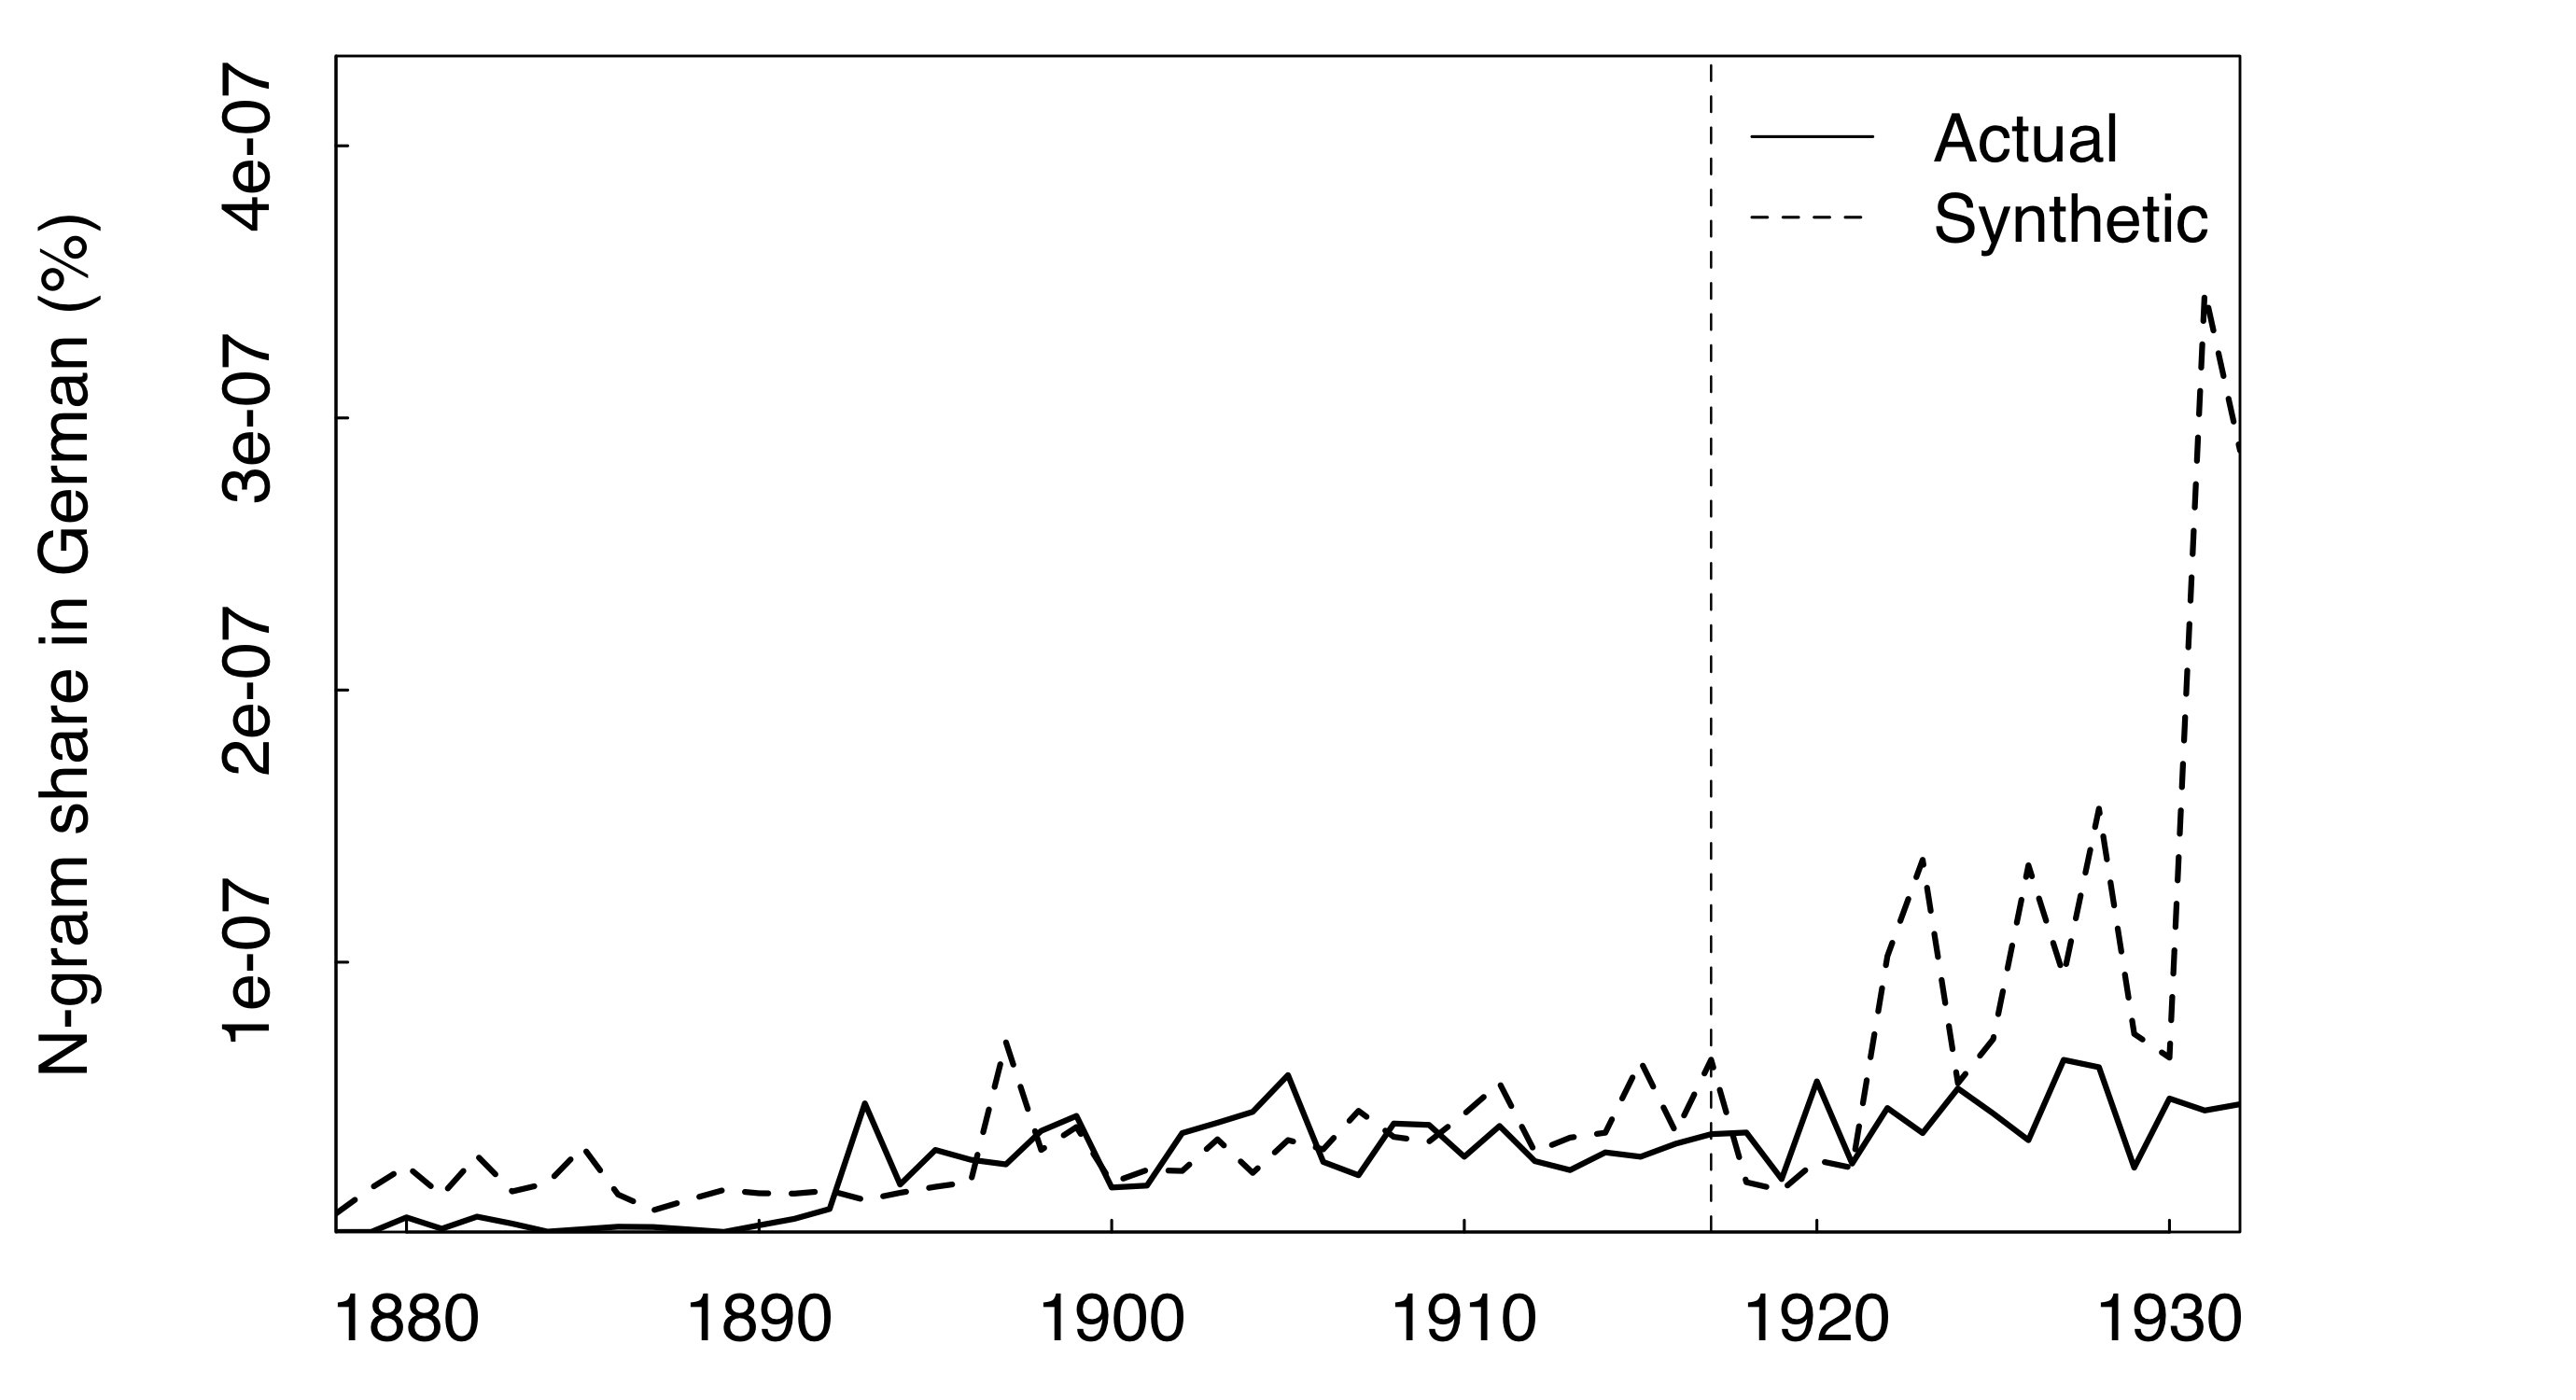 N-gram share in German (%)
4e-07
3e-07
2e-07
1e-07
Actual
Synthetic
1880 1890 1900 1910 1920 1930